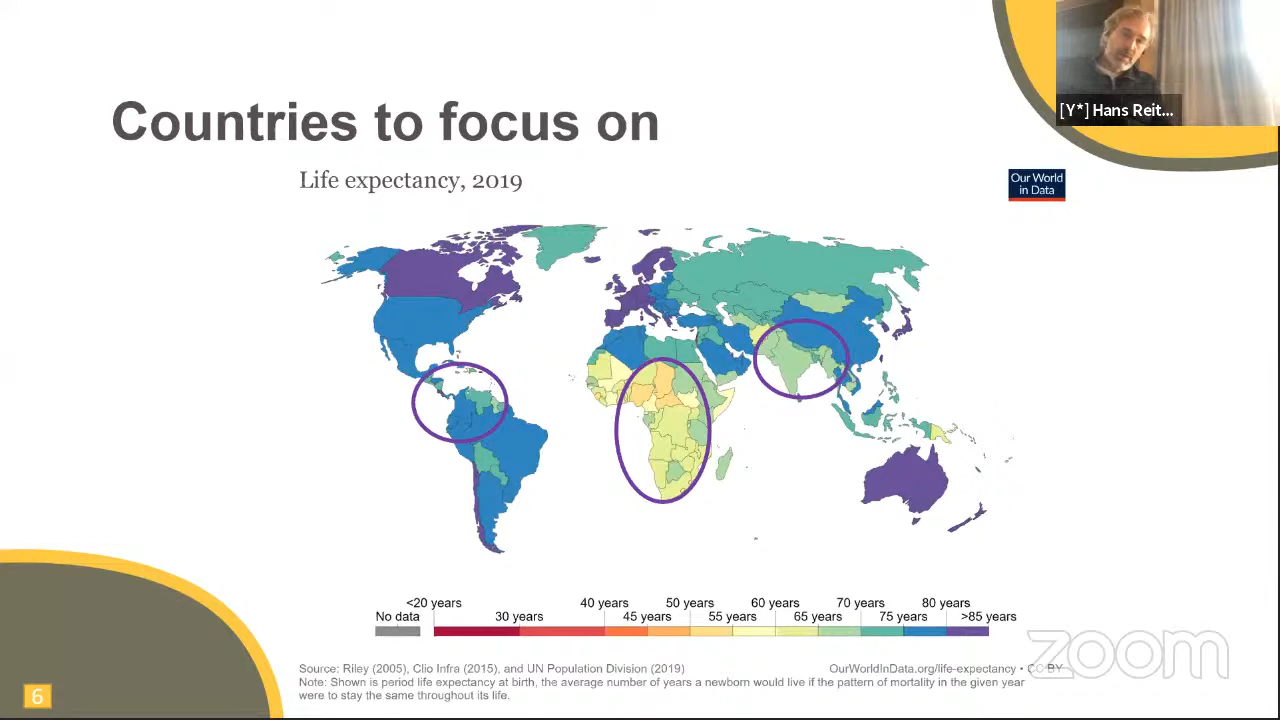 [Y*] Hans Reit...
Countries to focus on
Life expectancy, 2019
Our World
in Data
<20 years
40 years
50 years
60 years
70 years
80 years
No data
30 years
45 years
55 years
65 years
75 years
>85 years
Source: Riley (2005), Clio Infra (2015), and UN Population Division (2019)
OurWorldInData.org/life-expectancy • CC BY
Note: Shown is period life expectancy at birth, the average number of years a newborn would live if the pattern of mortality in the given year
were to stay the same throughout its life.
zoom
6